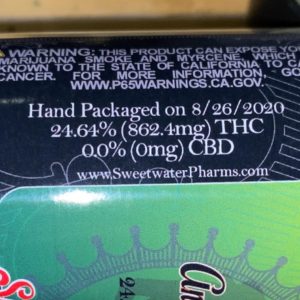 WARNING: THIS PRODUCT CAN EXPOSE YO
MARIJUANA SMOKE AND MYRCENE, WHICH
KNOWN TO THE STATE OF CALIFORNIA TO CA
CANCER. FOR MORE INFORMATION, GO
WWW.P65WARNINGS.CA.GOV.
Hand Packaged on 8/26/2020
24.64% (862.4mg) THC
0.0% (0mg) CBD
www.SweetwaterPharms.com